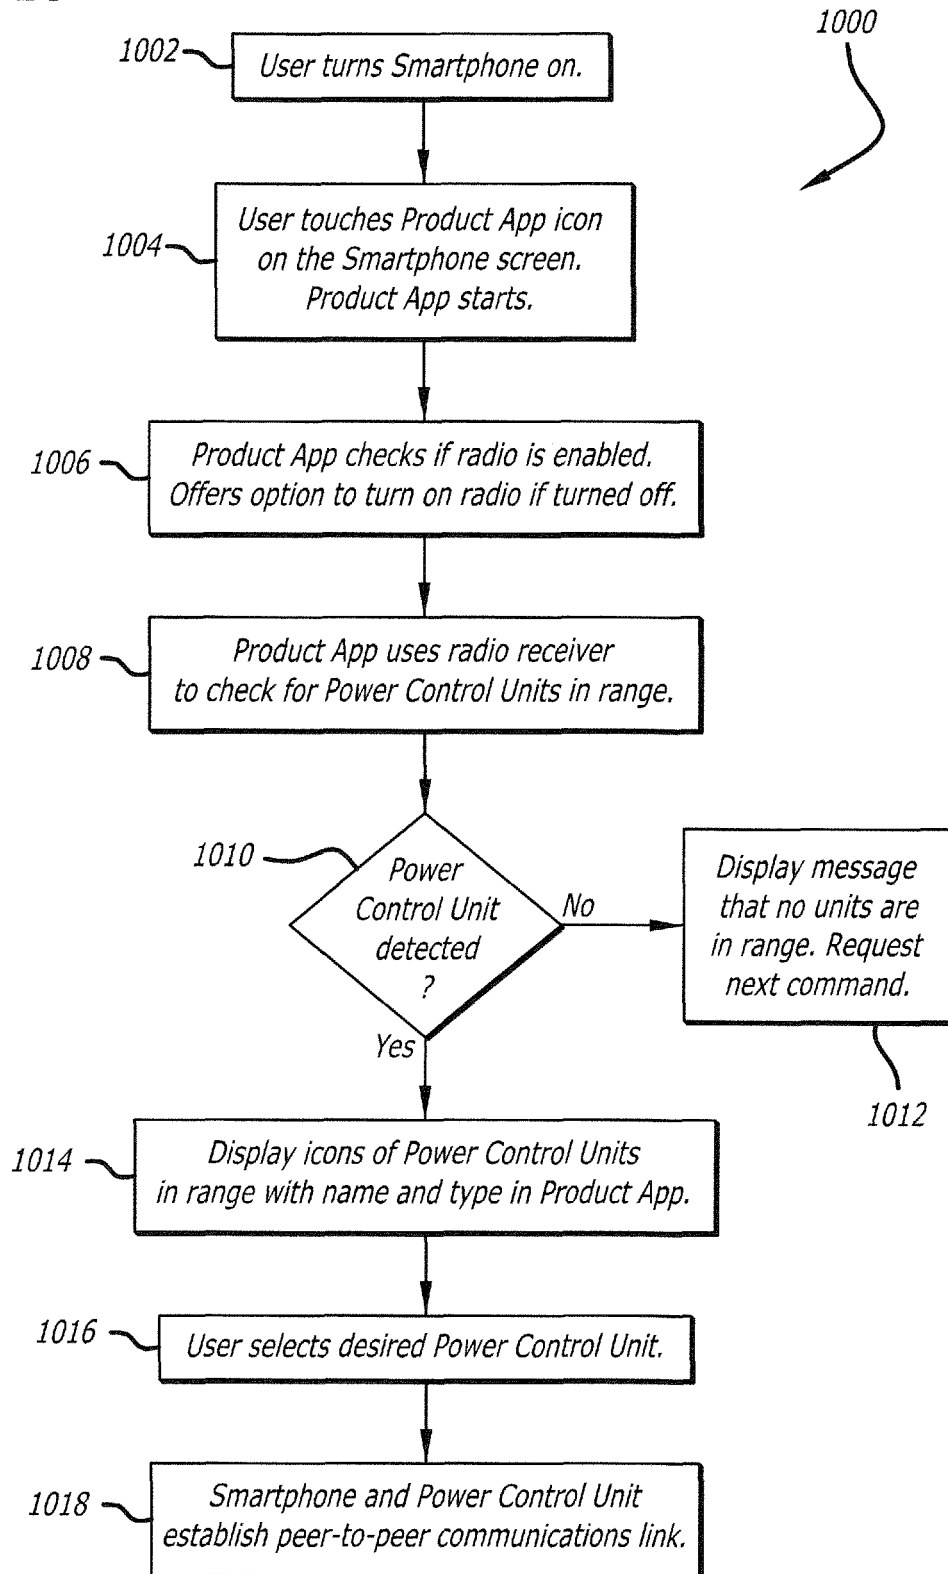 1000
1002
User turns Smartphone on.
1004
User touches Product App icon
on the Smartphone screen.
Product App starts.
1006
Product App checks if radio is enabled.
Offers option to turn on radio if turned off.
1008
Product App uses radio receiver
to check for Power Control Units in range.
1010
Power
Control Unit
detected
?
No
Display message
that no units are
in range. Request
next command.
1012
Yes
1014
Display icons of Power Control Units
in range with name and type in Product App.
1016
User selects desired Power Control Unit.
1018
Smartphone and Power Control Unit
establish peer-to-peer communications link.